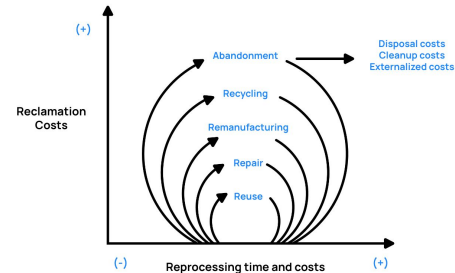 (+)
Abandonment
Disposal costs
Cleanup costs
Externalized costs
Recycling
Reclamation
Costs
Remanufacturing
Repair
Reuse
(-)
Reprocessing time and costs
(+)